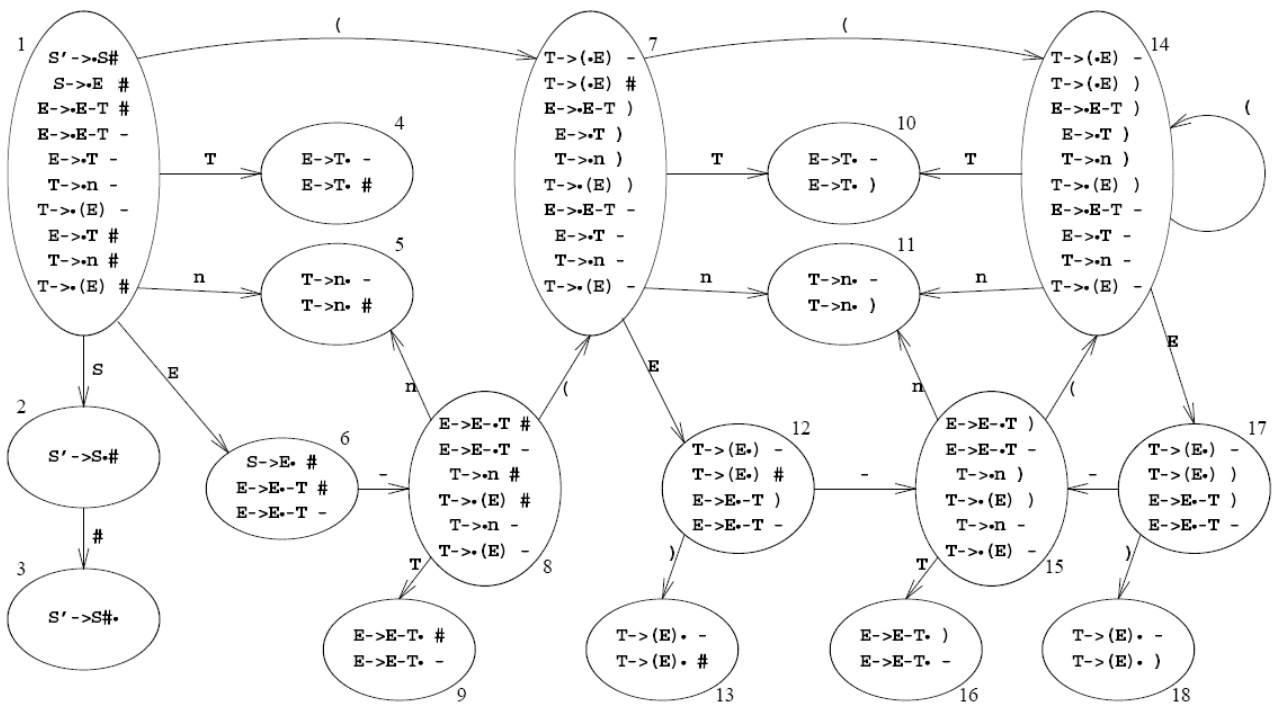 1
S'->•S#
S->•E #
E->•E-T #
E->•E-T -
E->•T -
T->•n -
T->•(E) -
E->•T #
T->•n #
T->•(E) #
(
T
4
E->T• -
E->T• #
n
5
T->n• -
T->n• #
S
E
2
S'->S•#
#
3
S'->S#•
6
S->E• #
E->E•-T #
E->E•-T -
-
n
(
E->E-•T #
E->E-•T -
T->•n #
T->•(E) #
T->•n -
T->•(E) -
8
T
E->E-T• #
E->E-T• -
9
7
T->(•E) -
T->(•E) #
E->•E-T )
E->•T )
T->•n )
T->•(E) )
E->•E-T -
E->•T -
T->•n -
T->•(E) -
(
T
10
E->T• -
E->T• )
T
n
11
T->n• -
T->n• )
n
E
12
T->(E•) -
T->(E•) #
E->E•-T )
E->E•-T -
-
)
T->(E)• -
T->(E)• #
13
n
(
E->E-•T )
E->E-•T -
T->•n )
T->•(E) )
T->•n -
T->•(E) -
15
T
E->E-T• )
E->E-T• -
16
14
T->(•E) -
T->(•E) )
E->•E-T )
E->•T )
T->•n )
T->•(E) )
E->•E-T -
E->•T -
T->•n -
T->•(E) -
(
E
17
T->(E•) -
T->(E•) )
E->E•-T )
E->E•-T -
-
)
T->(E)• -
T->(E)• )
18